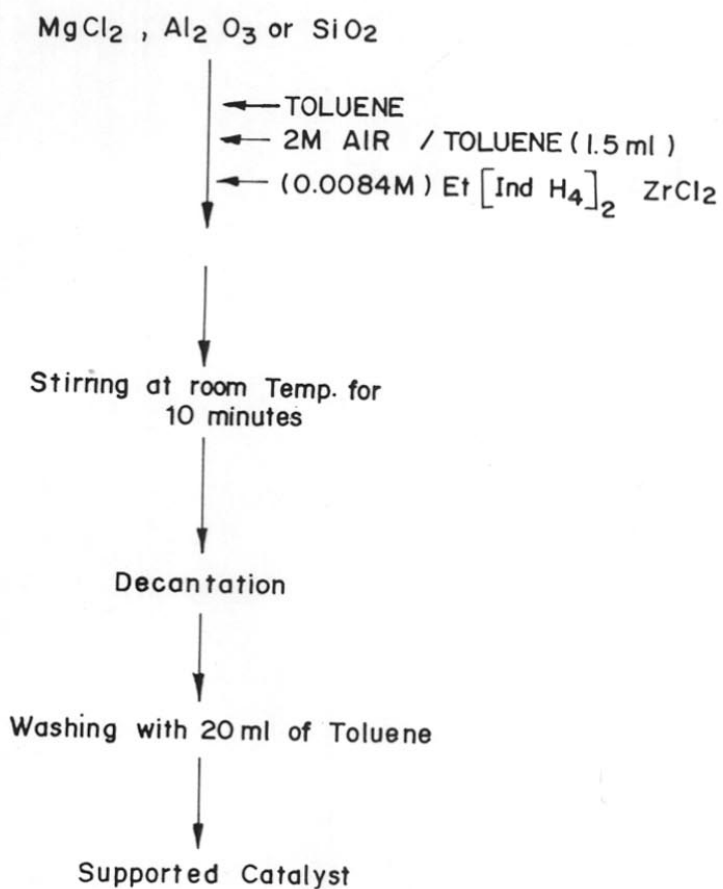 MgCl2 , Al2 O3 or SiO2
TOLUENE
2M AIR / TOLUENE (1.5 ml )
(0.0084M) Et [Ind H4]2 ZrCl2
Stirring at room Temp. for
10 minutes
Decantation
Washing with 20 ml of Toluene
Supported Catalyst